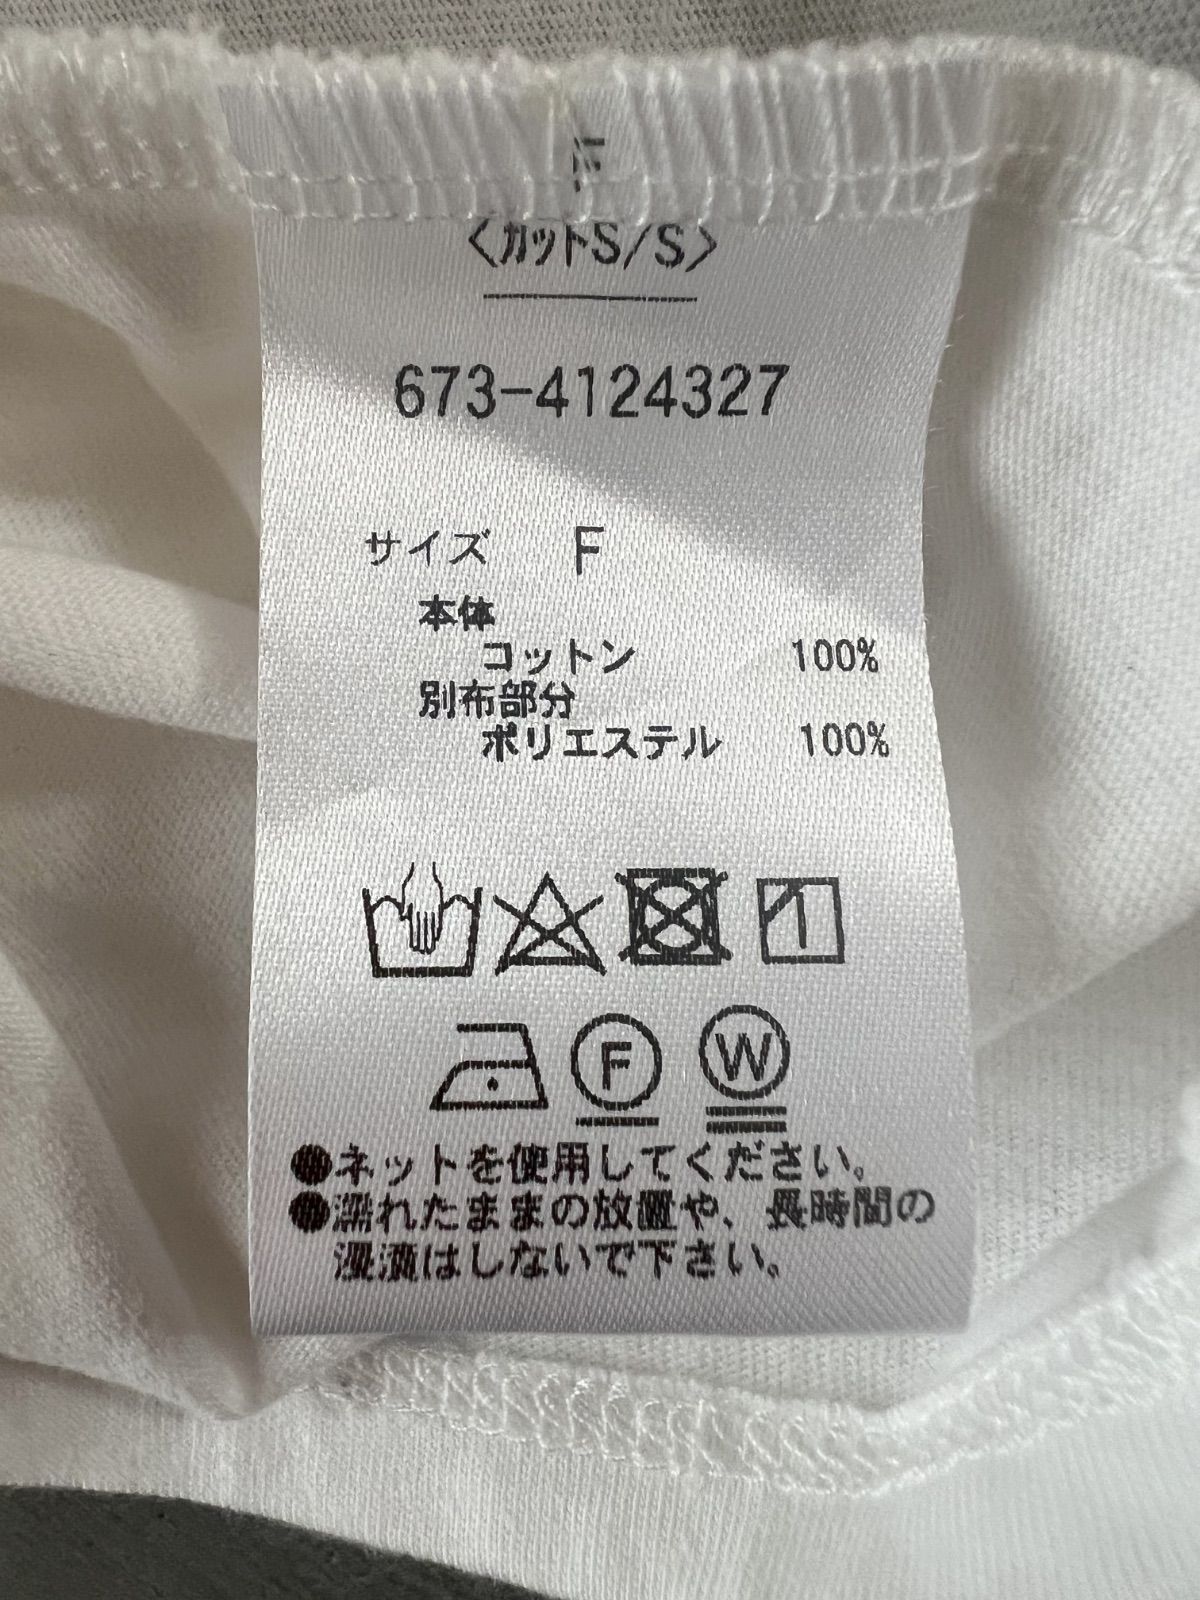 F
〈カットS/S〉
673-4124327
サイズ F
本体
コットン 100%
別布部分
ポリエステル 100%
F W
●ネットを使用してください。
●濡れたままの放置や、長時間の
浸漬はしないで下さい。